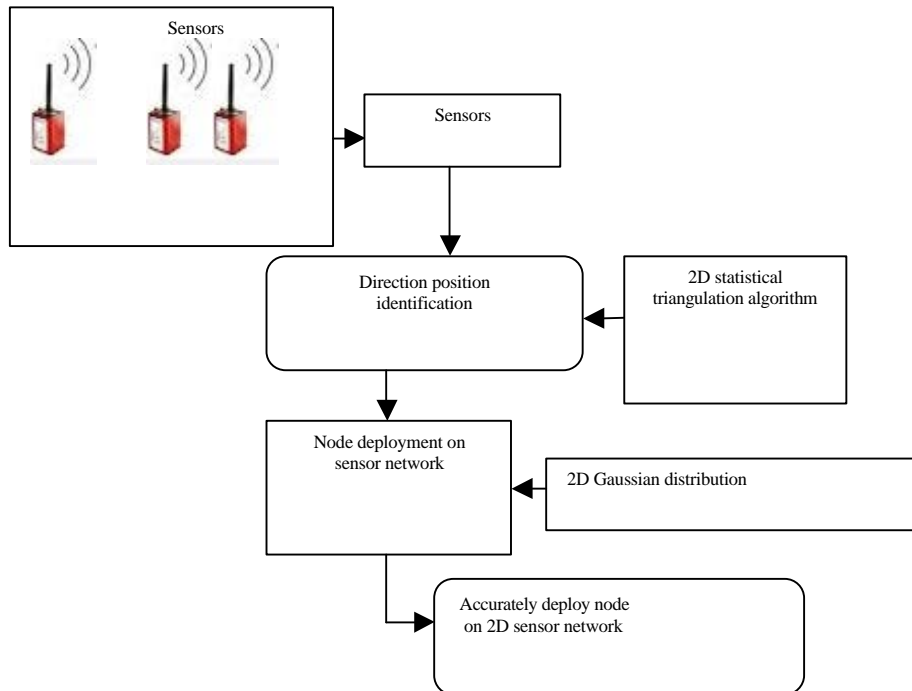 Sensors
Sensors
Direction position
identification
2D statistical
triangulation algorithm
Node deployment on
sensor network
2D Gaussian distribution
Accurately deploy node
on 2D sensor network